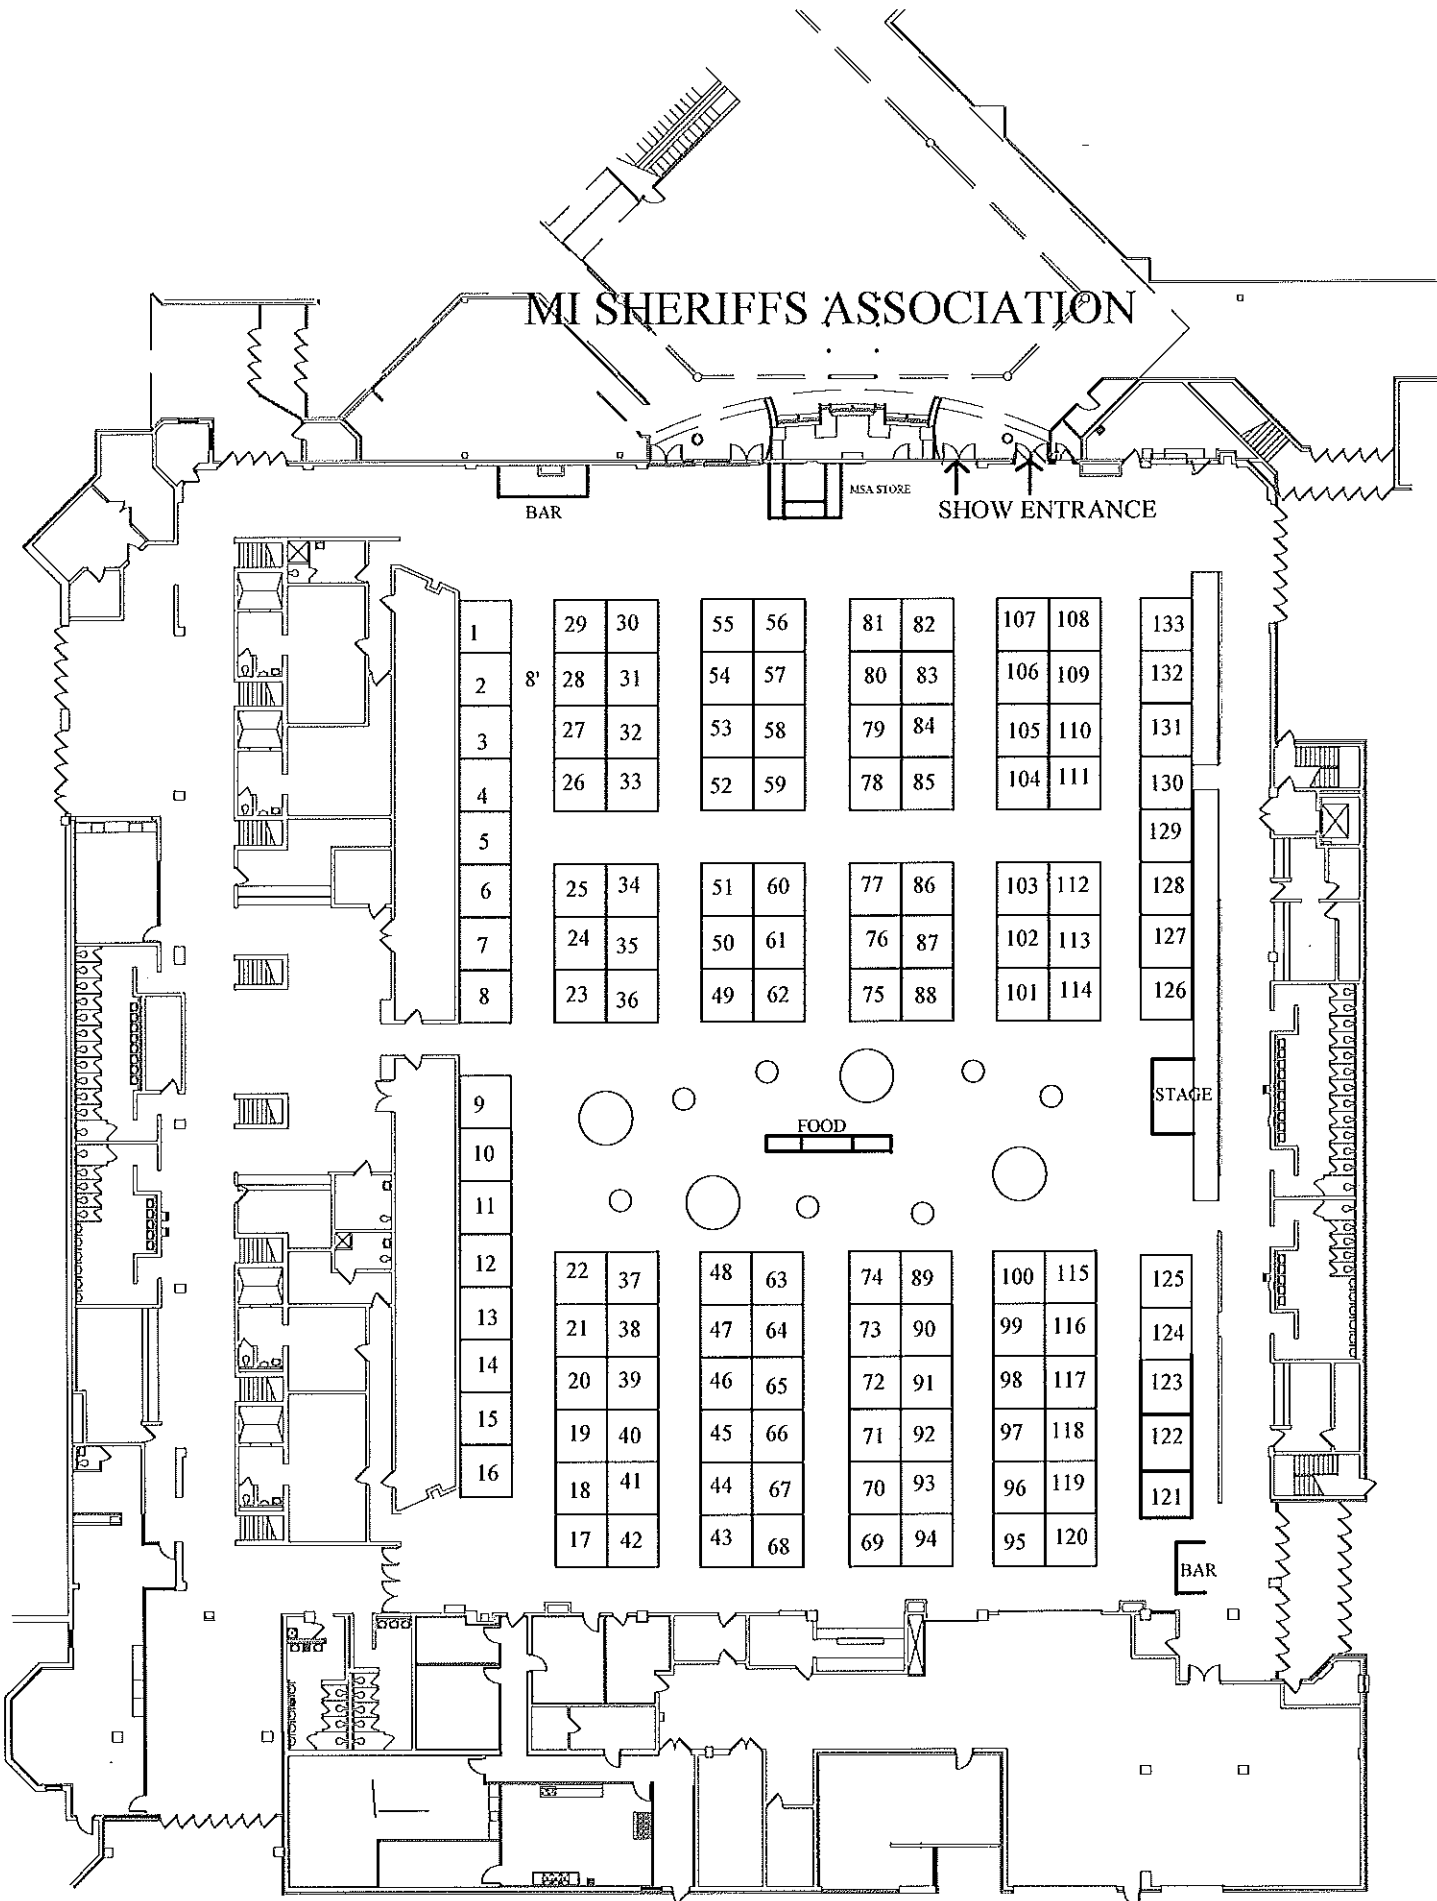 MI SHERIFFS ASSOCIATION
MSA STORE
BAR
SHOW ENTRANCE
1 29 30 55 56 81 82 107 108 133
2 8' 28 31 54 57 80 83 106 109 132
3 27 32 53 58 79 84 105 110 131
4 26 33 52 59 78 85 104 111 130
5 129
6 25 34 51 60 77 86 103 112 128
7 24 35 50 61 76 87 102 113 127
8 23 36 49 62 75 88 101 114 126
9 STAGE
FOOD
10
11
12 22 37 48 63 74 89 100 115 125
13 21 38 47 64 73 90 99 116 124
14 20 39 46 65 72 91 98 117 123
15 19 40 45 66 71 92 97 118 122
16 18 41 44 67 70 93 96 119 121
17 42 43 68 69 94 95 120
BAR